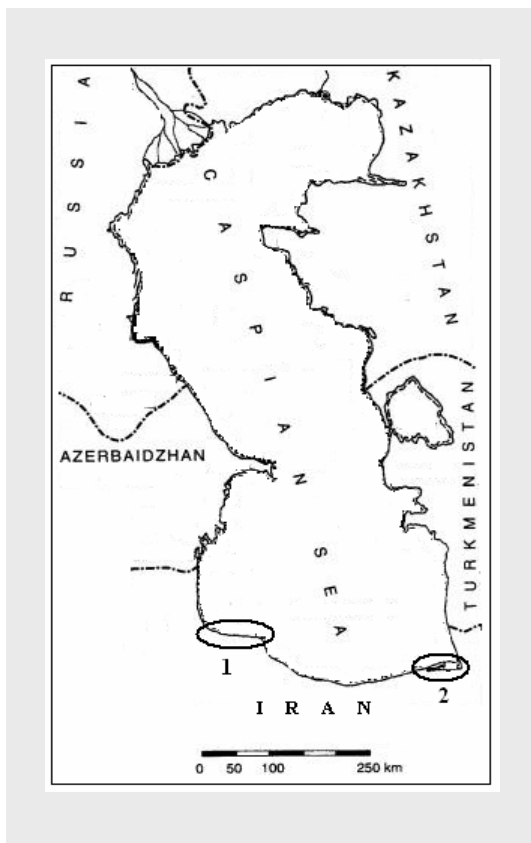 RUSSIA
KAZAKHSTAN
CASPIAN SEA
AZERBAIDZHAN
TURKMENISTAN
1
2
IRAN
0 50 100 250 km